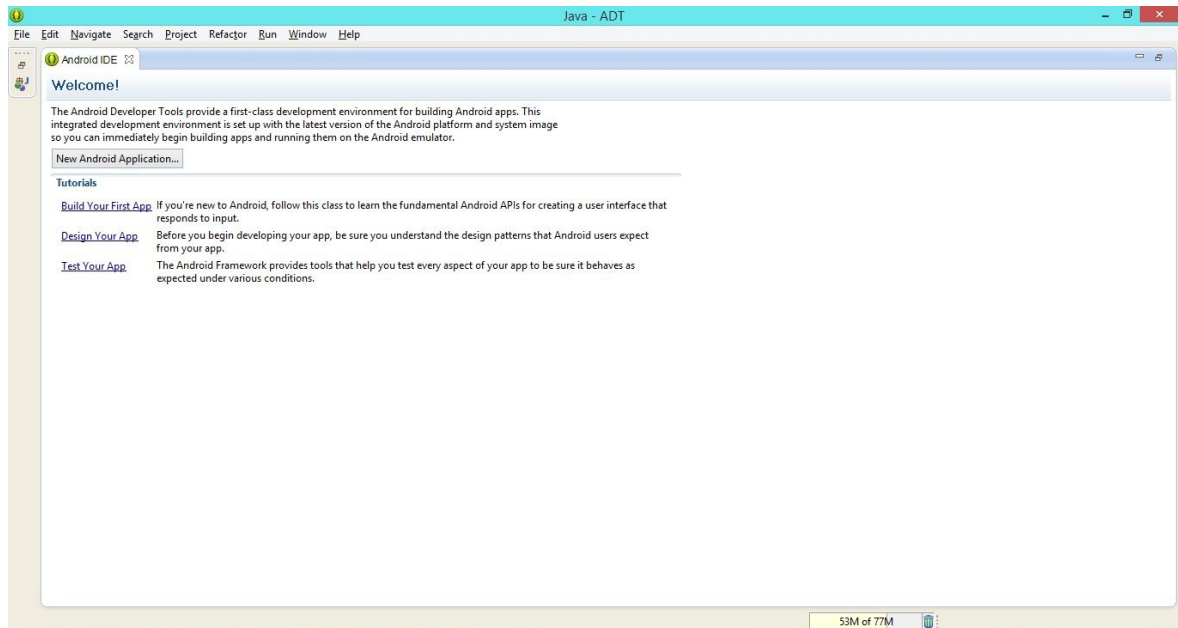 Java - ADT
File Edit Navigate Search Project Refactor Run Window Help
Android IDE
Welcome!
The Android Developer Tools provide a first-class development environment for building Android apps. This
integrated development environment is set up with the latest version of the Android platform and system image
so you can immediately begin building apps and running them on the Android emulator.
New Android Application...
Tutorials
Build Your First App If you're new to Android, follow this class to learn the fundamental Android APIs for creating a user interface that
responds to input.
Design Your App Before you begin developing your app, be sure you understand the design patterns that Android users expect
from your app.
Test Your App The Android Framework provides tools that help you test every aspect of your app to be sure it behaves as
expected under various conditions.
53M of 77M